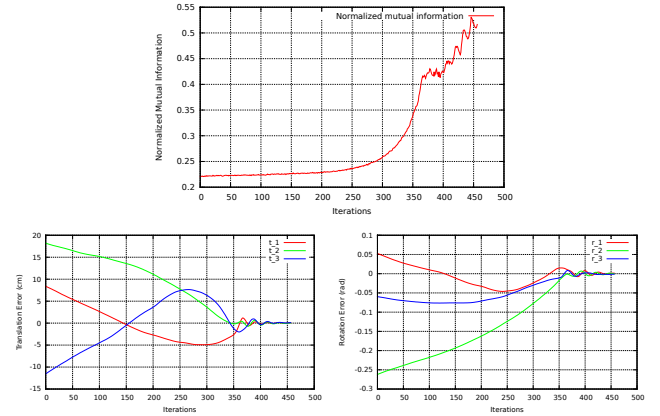 0.55
0.5
0.45
0.4
0.35
0.3
0.25
0.2
Normalized Mutual Information
Normalized mutual information
0 50 100 150 200 250 300 350 400 450 500
Iterations
20
15
10
5
0
-5
-10
-15
Translation Error (cm)
t_1
t_2
t_3
0 50 100 150 200 250 300 350 400 450 500
Iterations
0.1
0.05
0
-0.05
-0.1
-0.15
-0.2
-0.25
-0.3
Rotation Error (rad)
r_1
r_2
r_3
0 50 100 150 200 250 300 350 400 450 500
Iterations